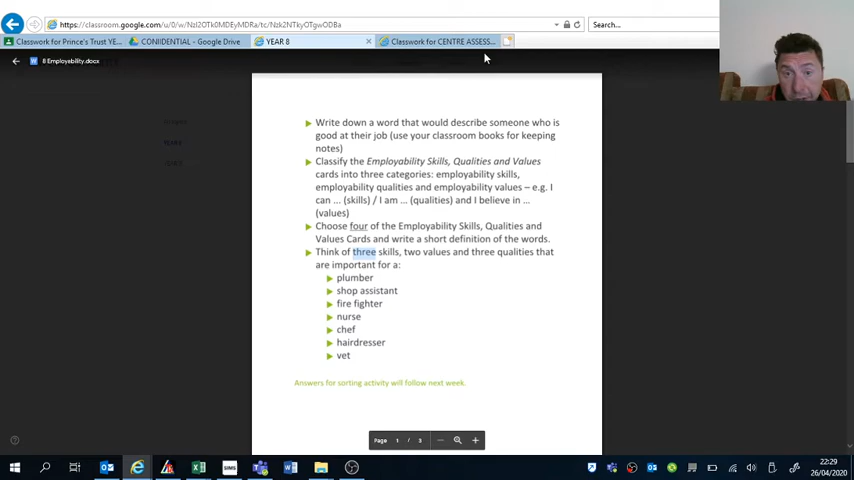 https://classroom.google.com/u/0/w/NzI2OTk0MDEyMDRa/tc/Nzk2NTkyOTgwODBa
Search...
Classwork for Prince's Trust YE...
CONIIDENTIAL - Google Drive
YEAR 8
Classwork for CENTRE ASSESS...
8 Employability.docx
Write down a word that would describe someone who is
good at their job (use your classroom books for keeping
notes)
Classify the Employability Skills, Qualities and Values
cards into three categories: employability skills,
employability qualities and employability values – e.g. I
can ... (skills) / I am ... (qualities) and I believe in ...
(values)
Choose four of the Employability Skills, Qualities and
Values Cards and write a short definition of the words.
Think of three skills, two values and three qualities that
are important for a:
plumber
shop assistant
fire fighter
nurse
chef
hairdresser
vet
Answers for sorting activity will follow next week.
Page 1 / 3
SIMS
22:29
26/04/2020